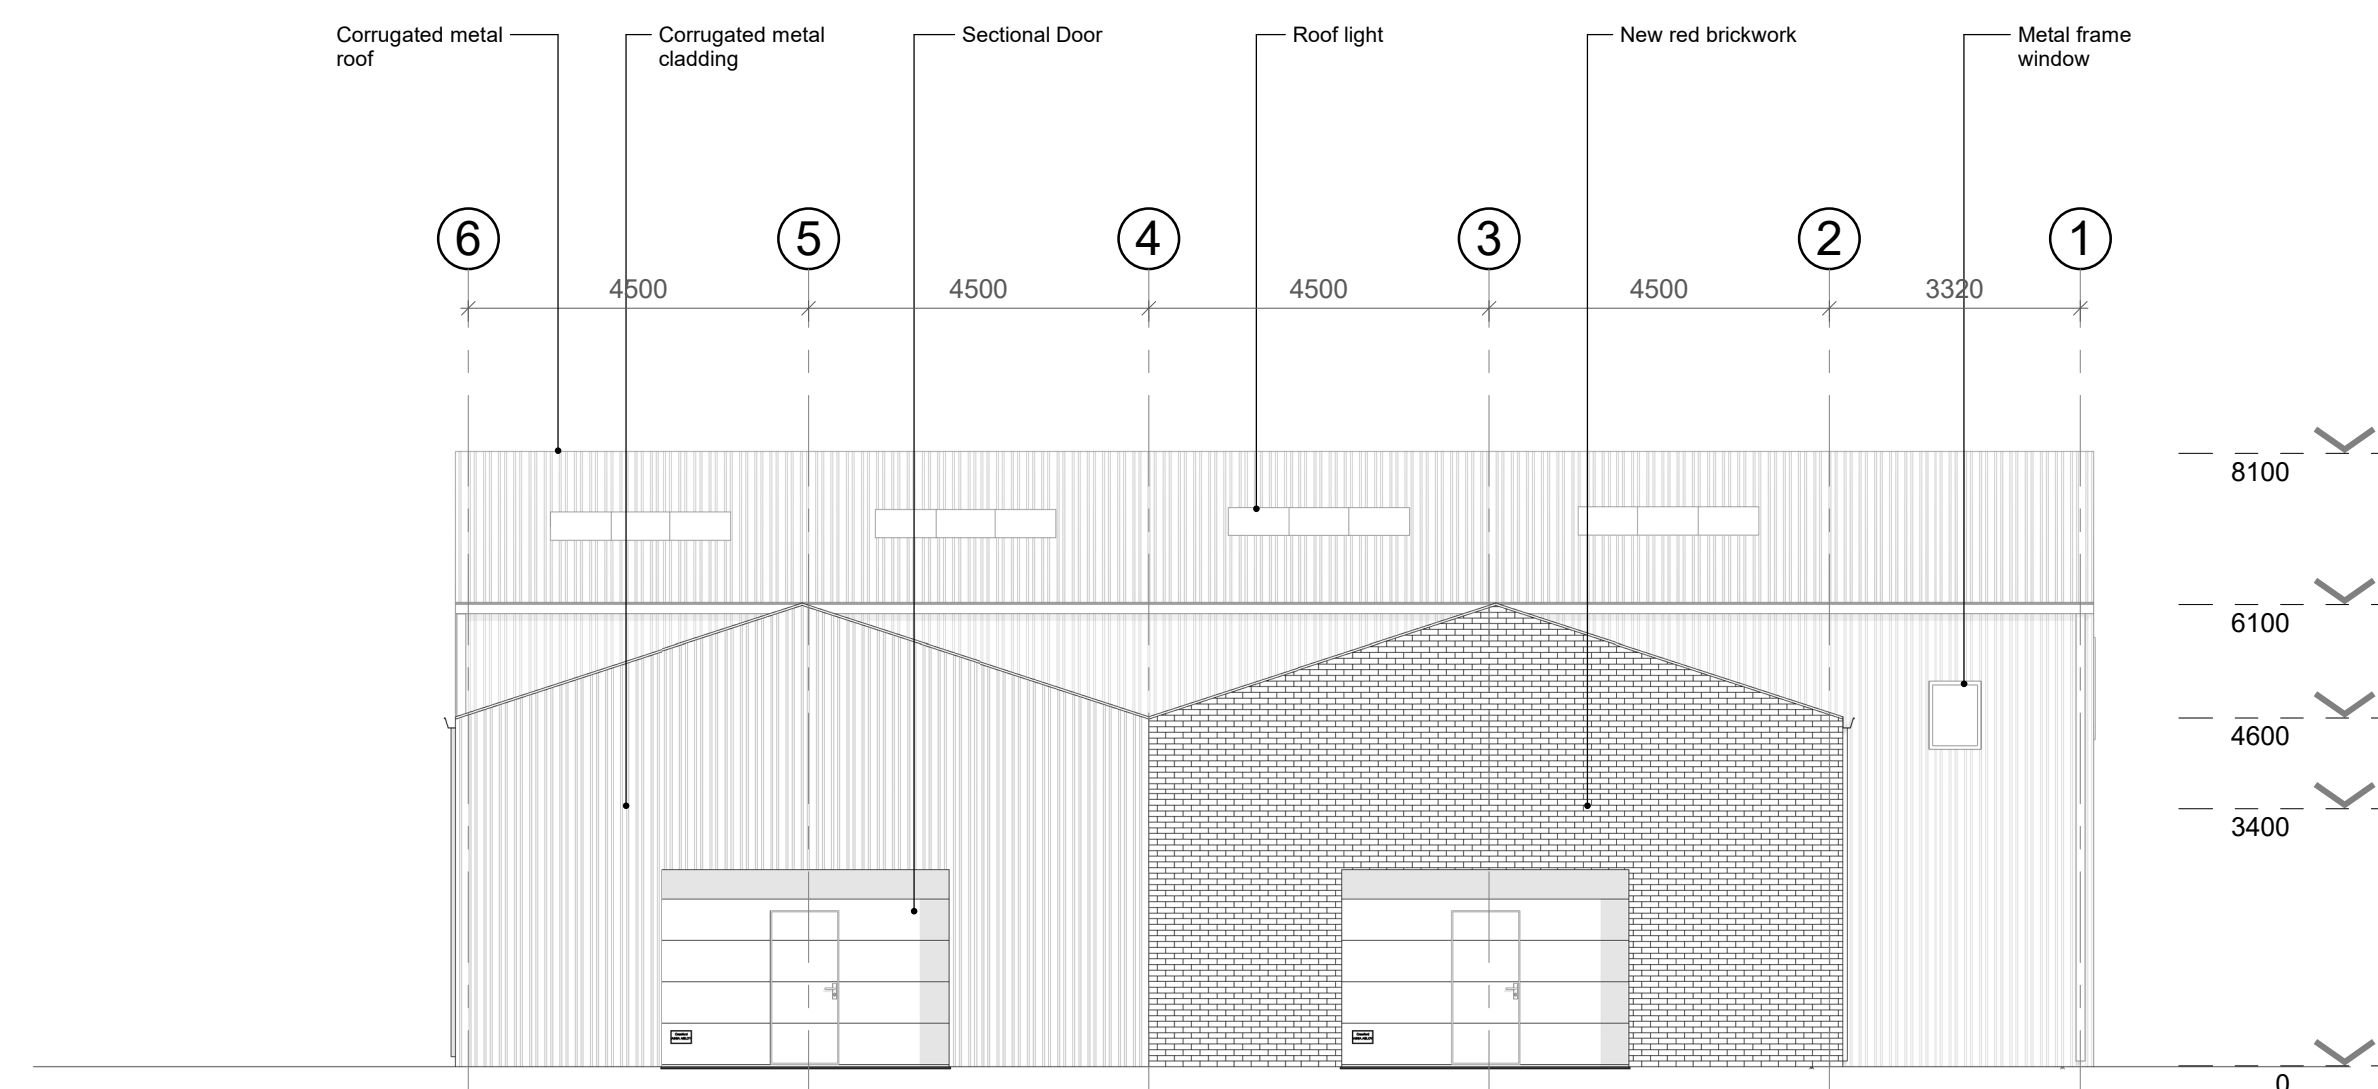 Corrugated metal
roof
Corrugated metal
cladding
Sectional Door
Roof light
New red brickwork
Metal frame
window
6
5
4
3
2
1
4500
4500
4500
4500
3320
8100
6100
4600
3400
0